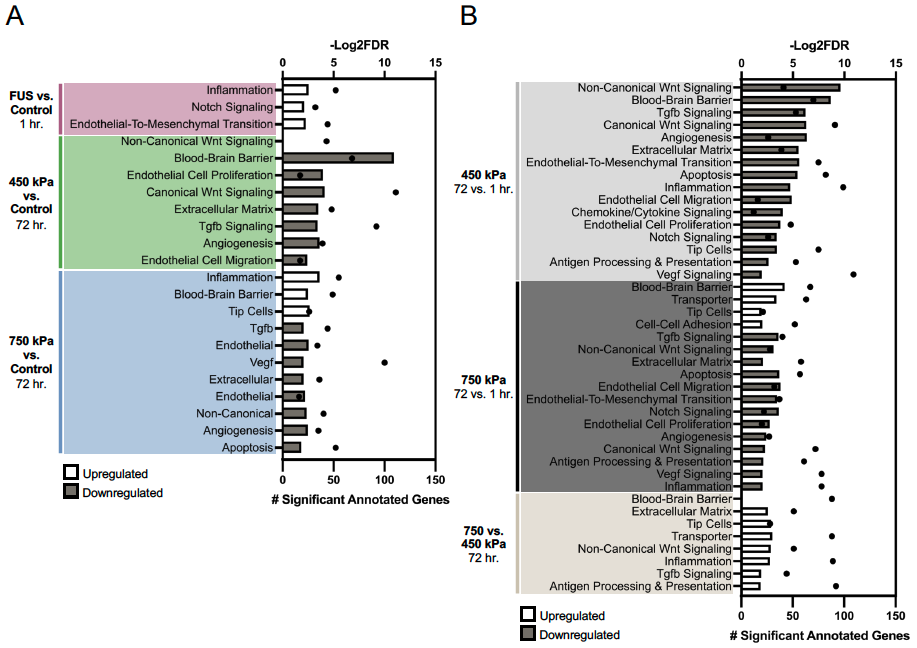 A
-Log2FDR
0 5 10 15
FUS vs.
Control
1 hr.
Inflammation
Notch Signaling
Endothelial-To-Mesenchymal Transition
450 kPa
vs.
Control
72 hr.
Non-Canonical Wnt Signaling
Blood-Brain Barrier
Endothelial Cell Proliferation
Canonical Wnt Signaling
Extracellular Matrix
Tgfb Signaling
Angiogenesis
Endothelial Cell Migration
750 kPa
vs.
Control
72 hr.
Inflammation
Blood-Brain Barrier
Tip Cells
Tgfb
Endothelial
Vegf
Extracellular
Endothelial
Non-Canonical
Angiogenesis
Apoptosis
0 50 100 150
# Significant Annotated Genes
Upregulated
Downregulated
B
-Log2FDR
0 5 10 15
450 kPa
72 vs. 1 hr.
Non-Canonical Wnt Signaling
Blood-Brain Barrier
Tgfb Signaling
Canonical Wnt Signaling
Angiogenesis
Extracellular Matrix
Endothelial-To-Mesenchymal Transition
Apoptosis
Inflammation
Endothelial Cell Migration
Chemokine/Cytokine Signaling
Endothelial Cell Proliferation
Notch Signaling
Tip Cells
Antigen Processing & Presentation
Vegf Signaling
750 kPa
72 vs. 1 hr.
Blood-Brain Barrier
Transporter
Tip Cells
Cell-Cell Adhesion
Tgfb Signaling
Non-Canonical Wnt Signaling
Extracellular Matrix
Apoptosis
Endothelial Cell Migration
Endothelial-To-Mesenchymal Transition
Notch Signaling
Endothelial Cell Proliferation
Angiogenesis
Canonical Wnt Signaling
Antigen Processing & Presentation
Vegf Signaling
Inflammation
750 vs.
450 kPa
72 hr.
Blood-Brain Barrier
Extracellular Matrix
Tip Cells
Transporter
Non-Canonical Wnt Signaling
Inflammation
Tgfb Signaling
Antigen Processing & Presentation
0 50 100 150
# Significant Annotated Genes
Upregulated
Downregulated